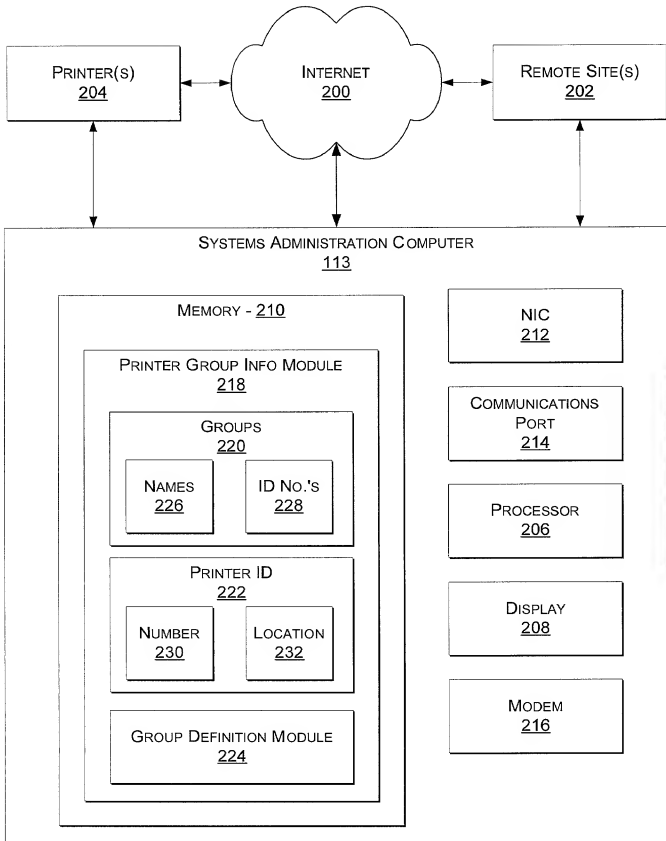 PRINTER(S)
204
INTERNET
200
REMOTE SITE(S)
202
SYSTEMS ADMINISTRATION COMPUTER
113
MEMORY - 210
PRINTER GROUP INFO MODULE
218
GROUPS
220
NAMES
226
ID NO.'S
228
PRINTER ID
222
NUMBER
230
LOCATION
232
GROUP DEFINITION MODULE
224
NIC
212
COMMUNICATIONS
PORT
214
PROCESSOR
206
DISPLAY
208
MODEM
216